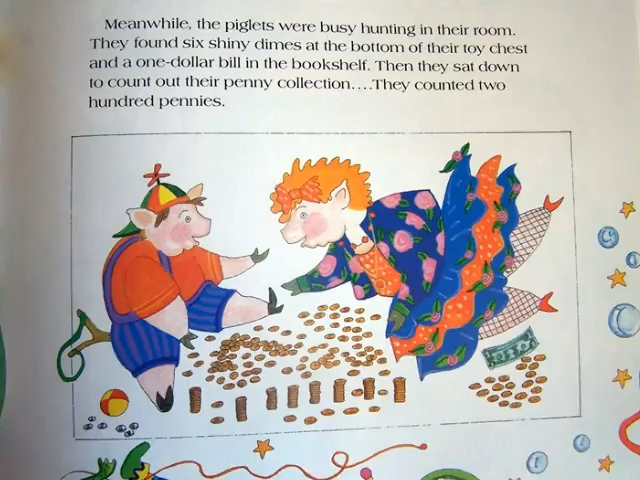 Meanwhile, the piglets were busy hunting in their room.
They found six shiny dimes at the bottom of their toy chest
and a one-dollar bill in the bookshelf. Then they sat down
to count out their penny collection....They counted two
hundred pennies.